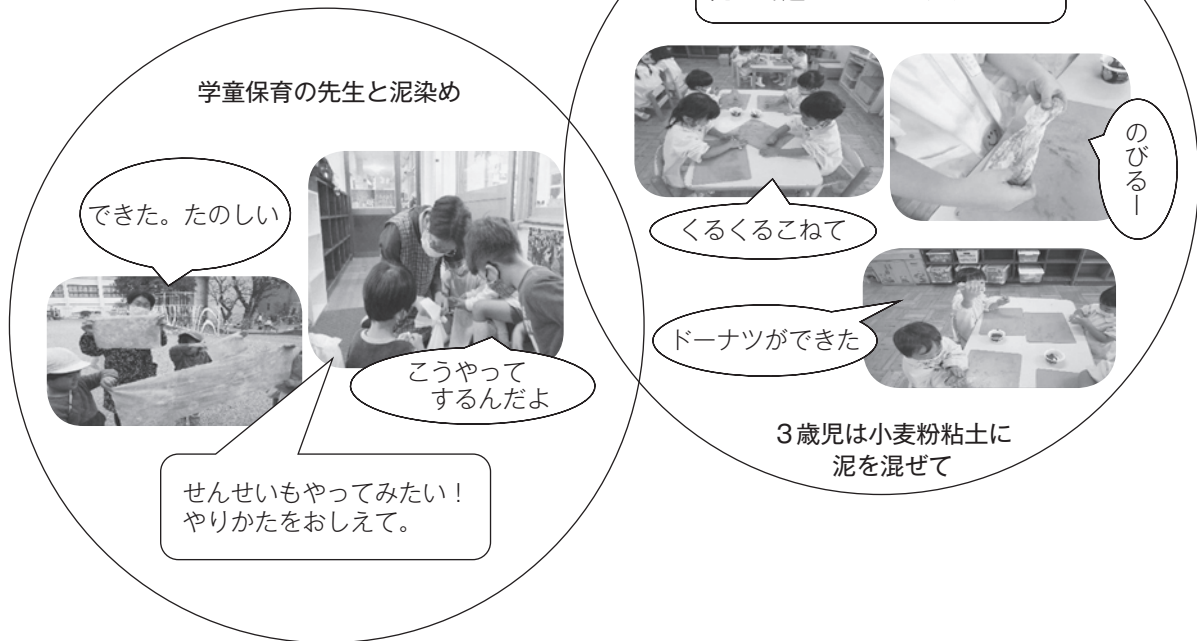 学童保育の先生と泥染め
できた。たのしい
こうやって
するんだよ
せんせいもやってみたい！
やりかたをおしえて。
くるくるこねて
のびるー
ドーナツができた
３歳児は小麦粉粘土に
泥を混ぜて